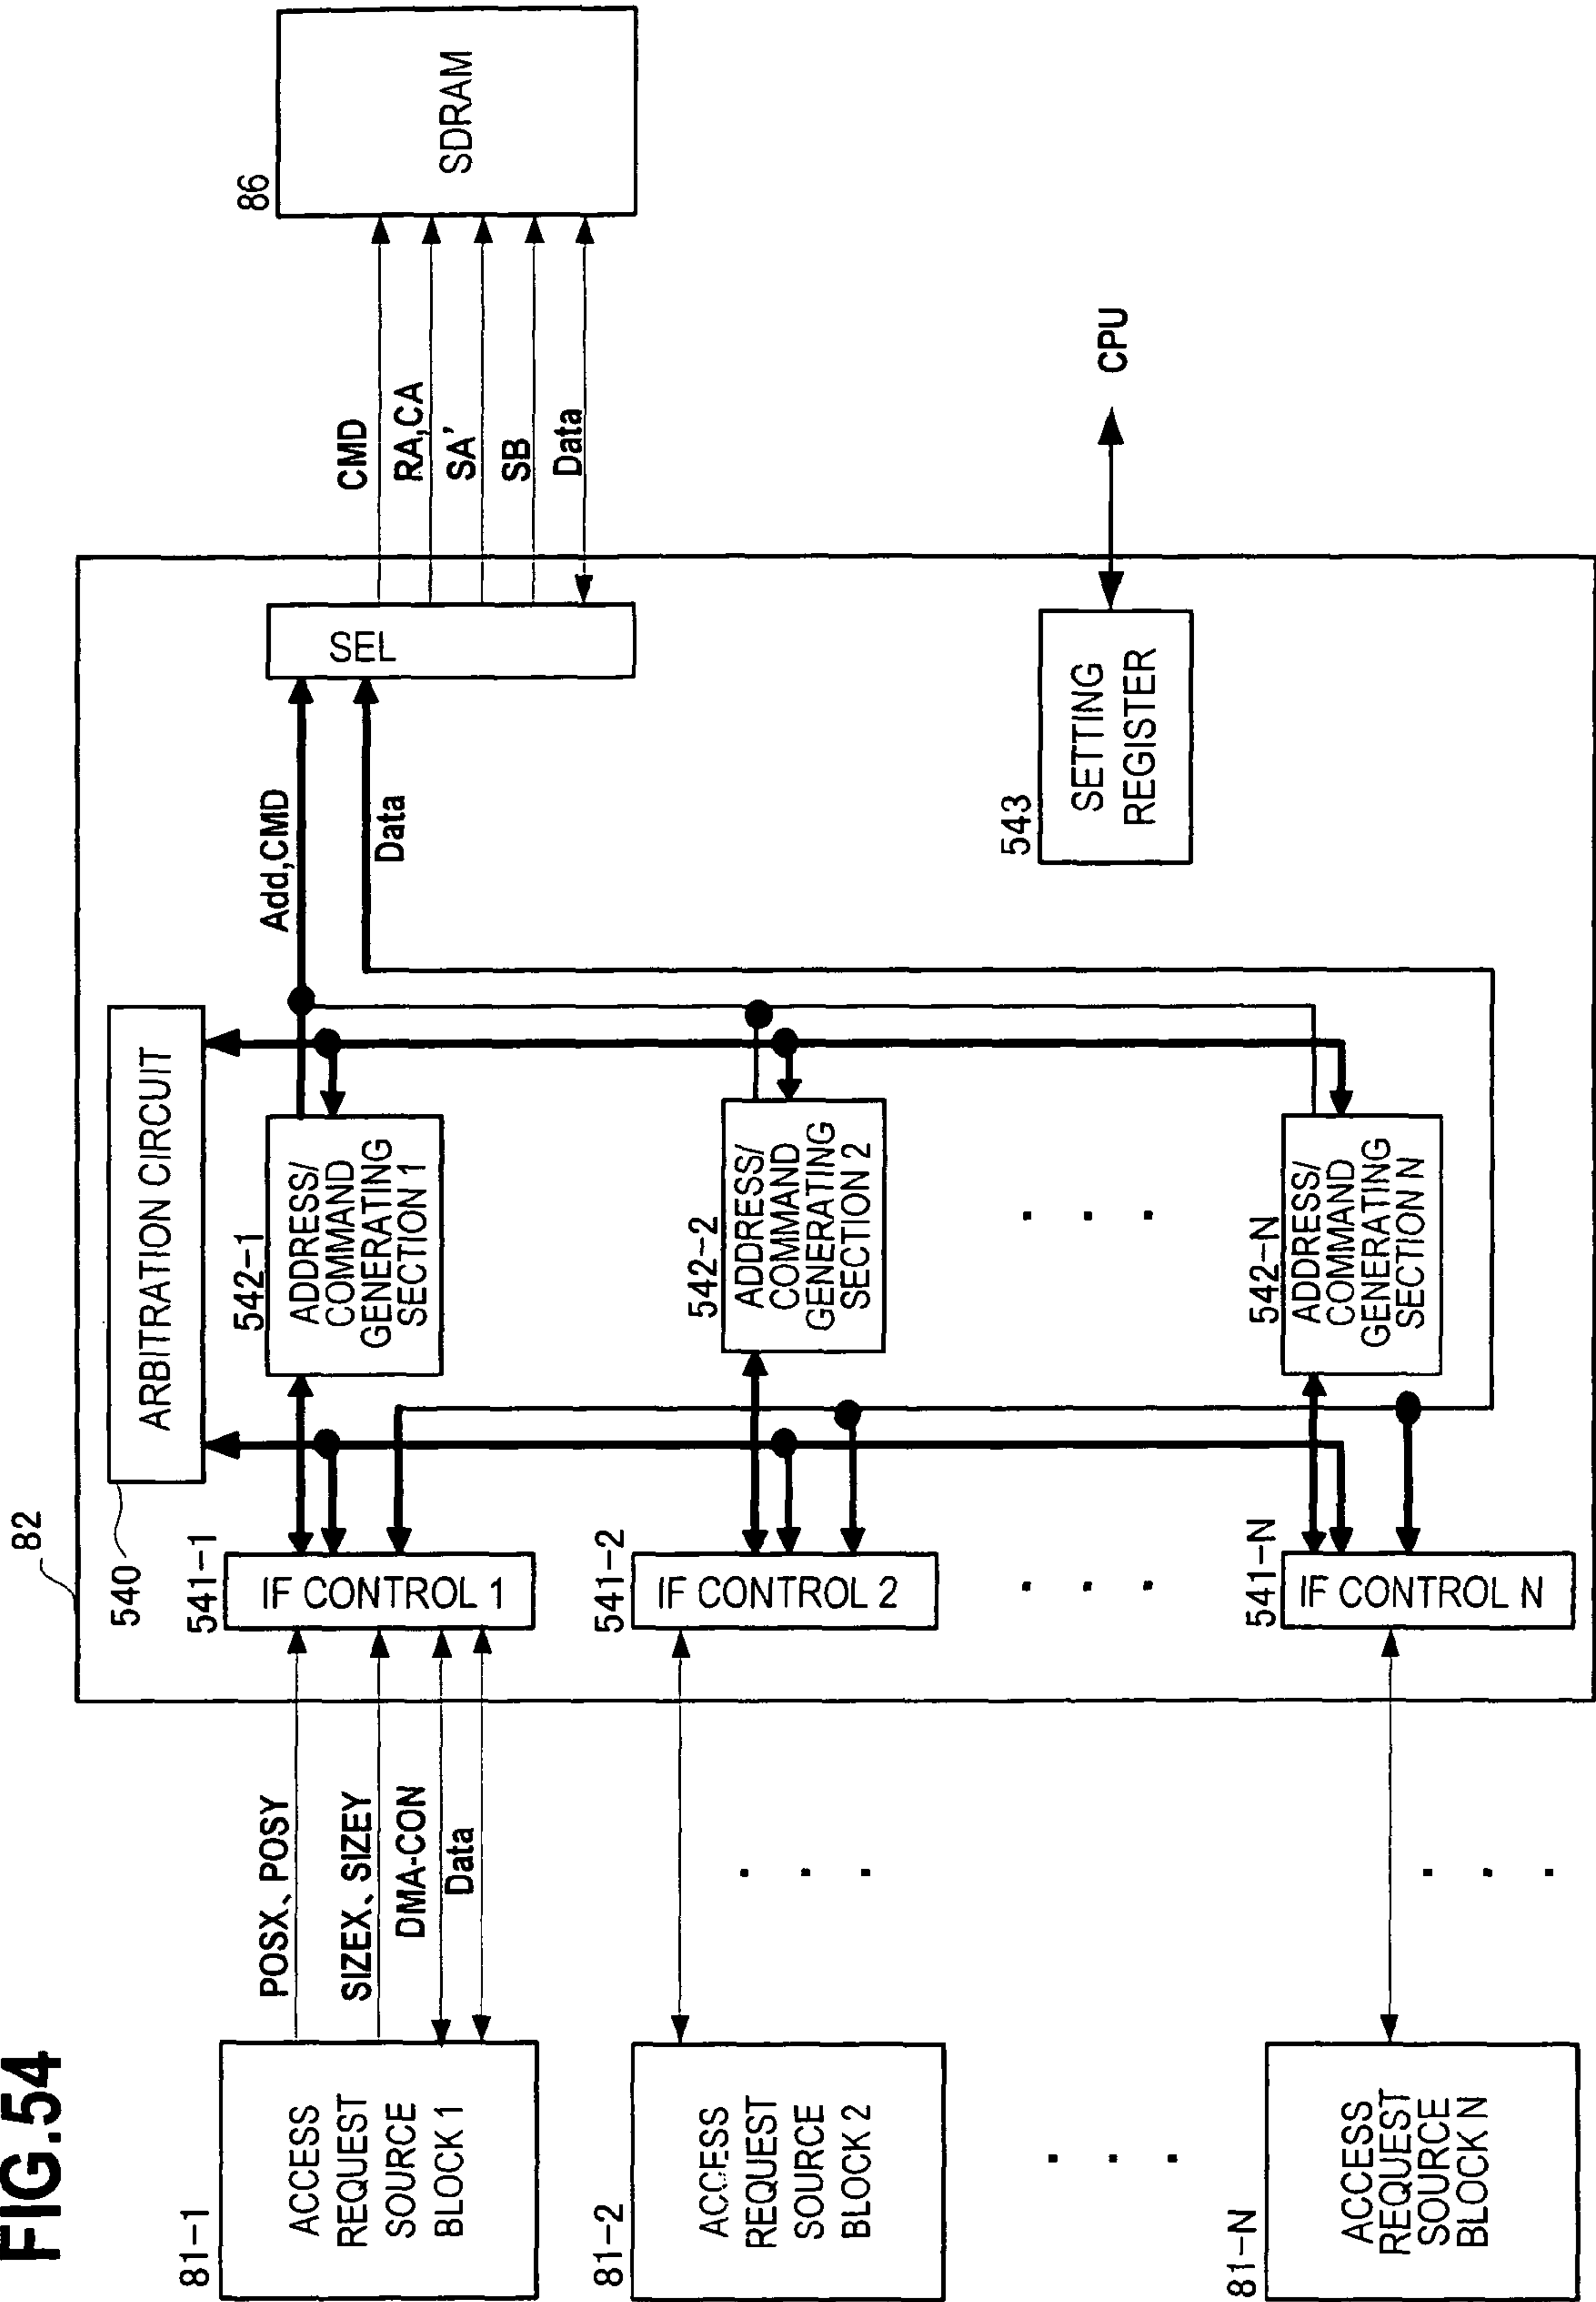 FIG.54
82
540
ARBITRATION CIRCUIT
81-1
ACCESS
REQUEST
SOURCE
BLOCK 1
POSX、POSY
SIZEX、SIZEY
DMA-CON
Data
541-1
IF CONTROL 1
542-1
ADDRESS/
COMMAND
GENERATING
SECTION 1
Add,CMD
Data
SEL
CMD
RA,CA
SA'
SB
Data
86
SDRAM
81-2
ACCESS
REQUEST
SOURCE
BLOCK 2
. . .
541-2
IF CONTROL 2
542-2
ADDRESS/
COMMAND
GENERATING
SECTION 2
. . .
. . .
. . .
81-N
ACCESS
REQUEST
SOURCE
BLOCK N
. . .
541-N
IF CONTROL N
542-N
ADDRESS/
COMMAND
GENERATING
SECTION N
543
SETTING
REGISTER
CPU